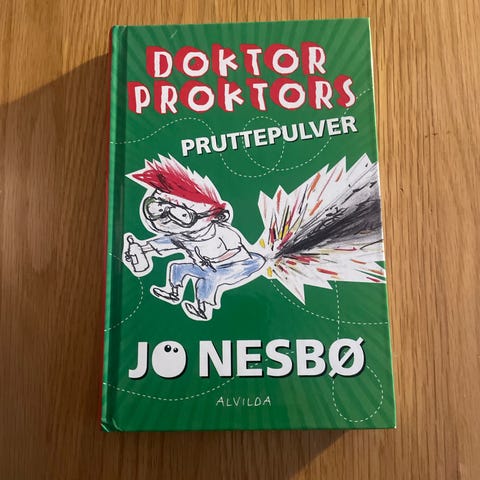 DOKTOR
PROKTORS
PRUTTEPULVER
JO NESBØ
ALVILDA